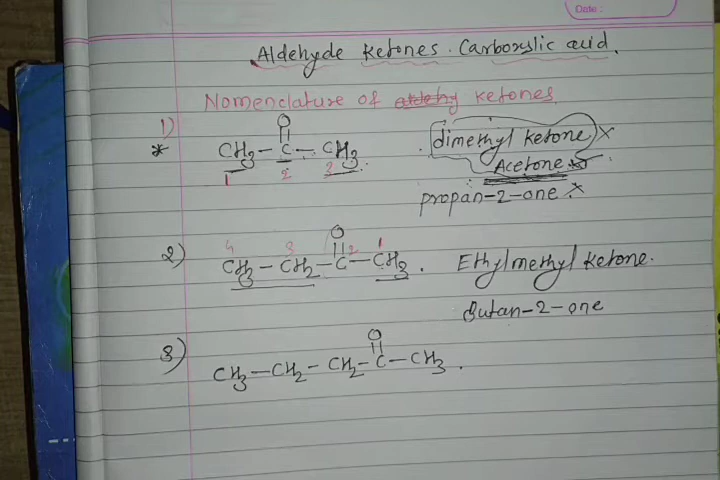 Date :
Aldehyde Ketones. Carboxylic acid.
Nomenclature of ketones
1)
*
O
CH3 – C – CH3.
1 2 3
dimethyl ketone x
Acetone
propan-2-one. x
2)
O
4 3 2 1
CH3 – CH2 – C – CH3.
Ethylmethyl ketone.
Butan-2-one
3)
O
CH3 – CH2 – CH2 – C – CH3.